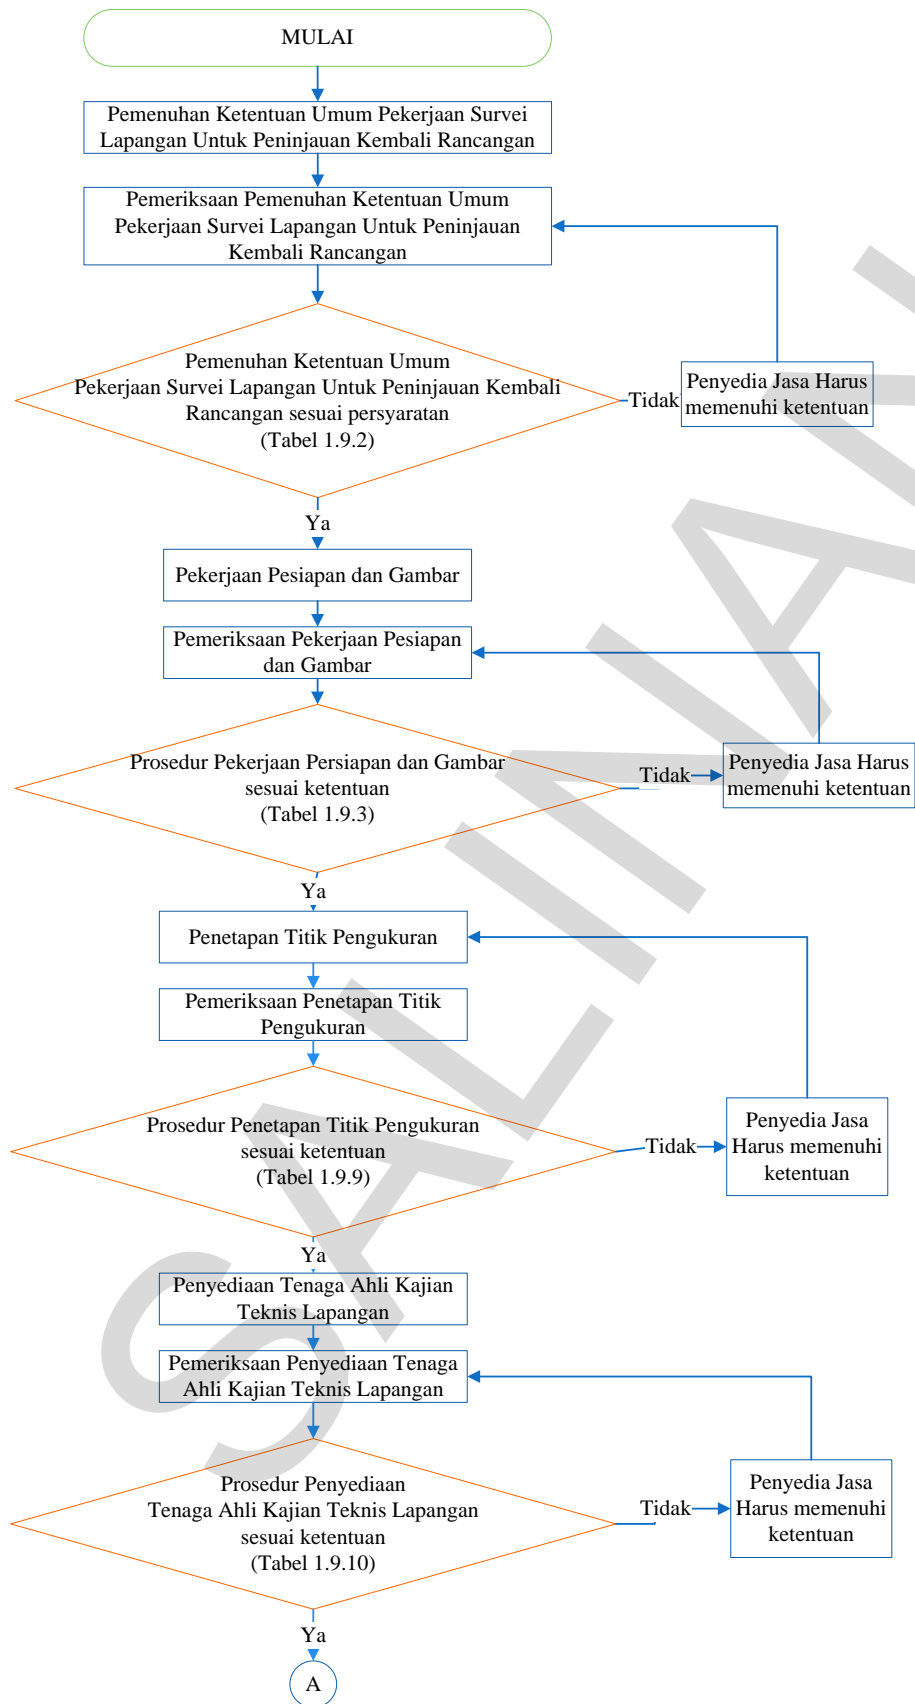 MULAI
Pemenuhan Ketentuan Umum Pekerjaan Survei
Lapangan Untuk Peninjauan Kembali Rancangan
Pemeriksaan Pemenuhan Ketentuan Umum
Pekerjaan Survei Lapangan Untuk Peninjauan
Kembali Rancangan
Pemenuhan Ketentuan Umum
Pekerjaan Survei Lapangan Untuk Peninjauan Kembali
Rancangan sesuai persyaratan
(Tabel 1.9.2)
Tidak
Penyedia Jasa Harus
memenuhi ketentuan
Ya
Pekerjaan Pesiapan dan Gambar
Pemeriksaan Pekerjaan Pesiapan
dan Gambar
Prosedur Pekerjaan Persiapan dan Gambar
sesuai ketentuan
(Tabel 1.9.3)
Tidak
Penyedia Jasa Harus
memenuhi ketentuan
Ya
Penetapan Titik Pengukuran
Pemeriksaan Penetapan Titik
Pengukuran
Prosedur Penetapan Titik Pengukuran
sesuai ketentuan
(Tabel 1.9.9)
Tidak
Penyedia Jasa
Harus memenuhi
ketentuan
Ya
Penyediaan Tenaga Ahli Kajian
Teknis Lapangan
Pemeriksaan Penyediaan Tenaga
Ahli Kajian Teknis Lapangan
Prosedur Penyediaan
Tenaga Ahli Kajian Teknis Lapangan
sesuai ketentuan
(Tabel 1.9.10)
Tidak
Penyedia Jasa
Harus memenuhi
ketentuan
Ya
A
SALINAN